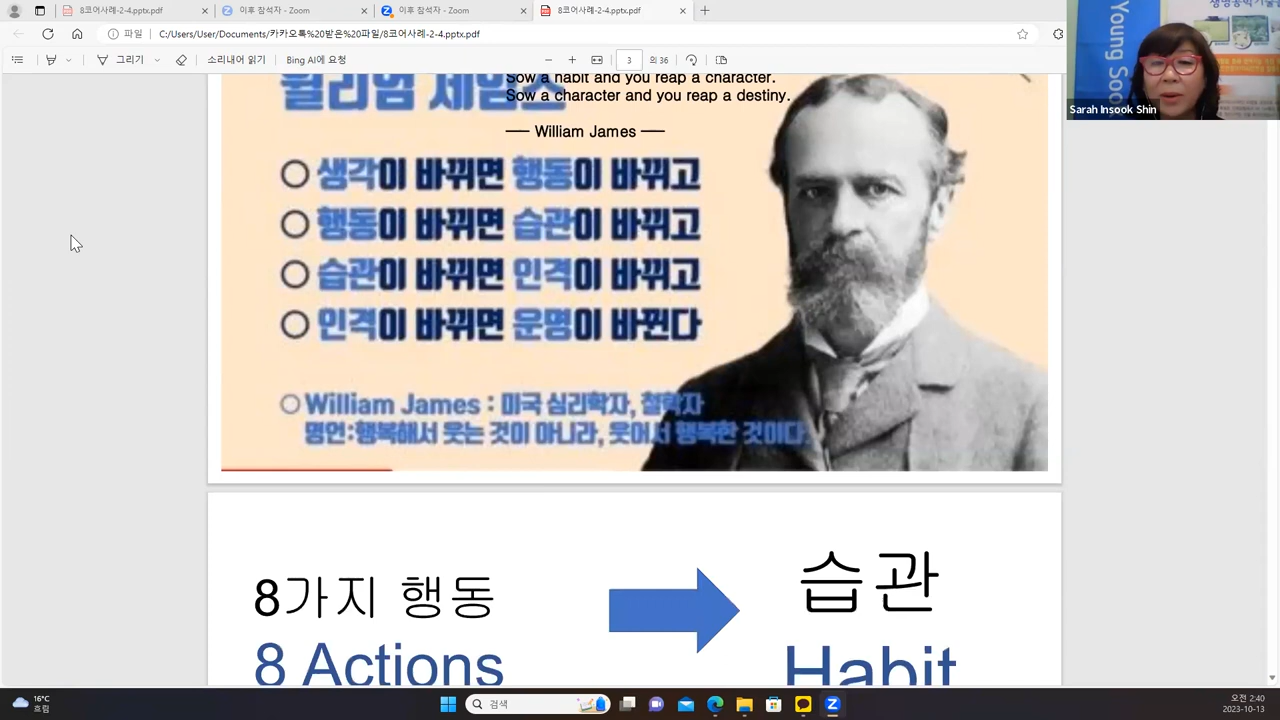 8코어사례-2-4.pptx.pdf
이후 참석자 - Zoom
이후 참석자 - Zoom
8코어사례-2-4.pptx.pdf
파일
C:/Users/User/Documents/카카오톡%20받은%20파일/8코어사례-2-4.pptx.pdf
그리기
소리내어 읽기
Bing AI에 요청
3
의 36
Young Soo
Sarah Insook Shin
윌리엄 제임스
Sow a habit and you reap a character.
Sow a character and you reap a destiny.
── William James ──
○ 생각이 바뀌면 행동이 바뀌고
○ 행동이 바뀌면 습관이 바뀌고
○ 습관이 바뀌면 인격이 바뀌고
○ 인격이 바뀌면 운명이 바뀐다
○ William James : 미국 심리학자, 철학자
명언:행복해서 웃는 것이 아니라, 웃어서 행복한 것이다.
8가지 행동
습관
8 Actions
Habit
16°C
흐림
검색
오전 2:40
2023-10-13